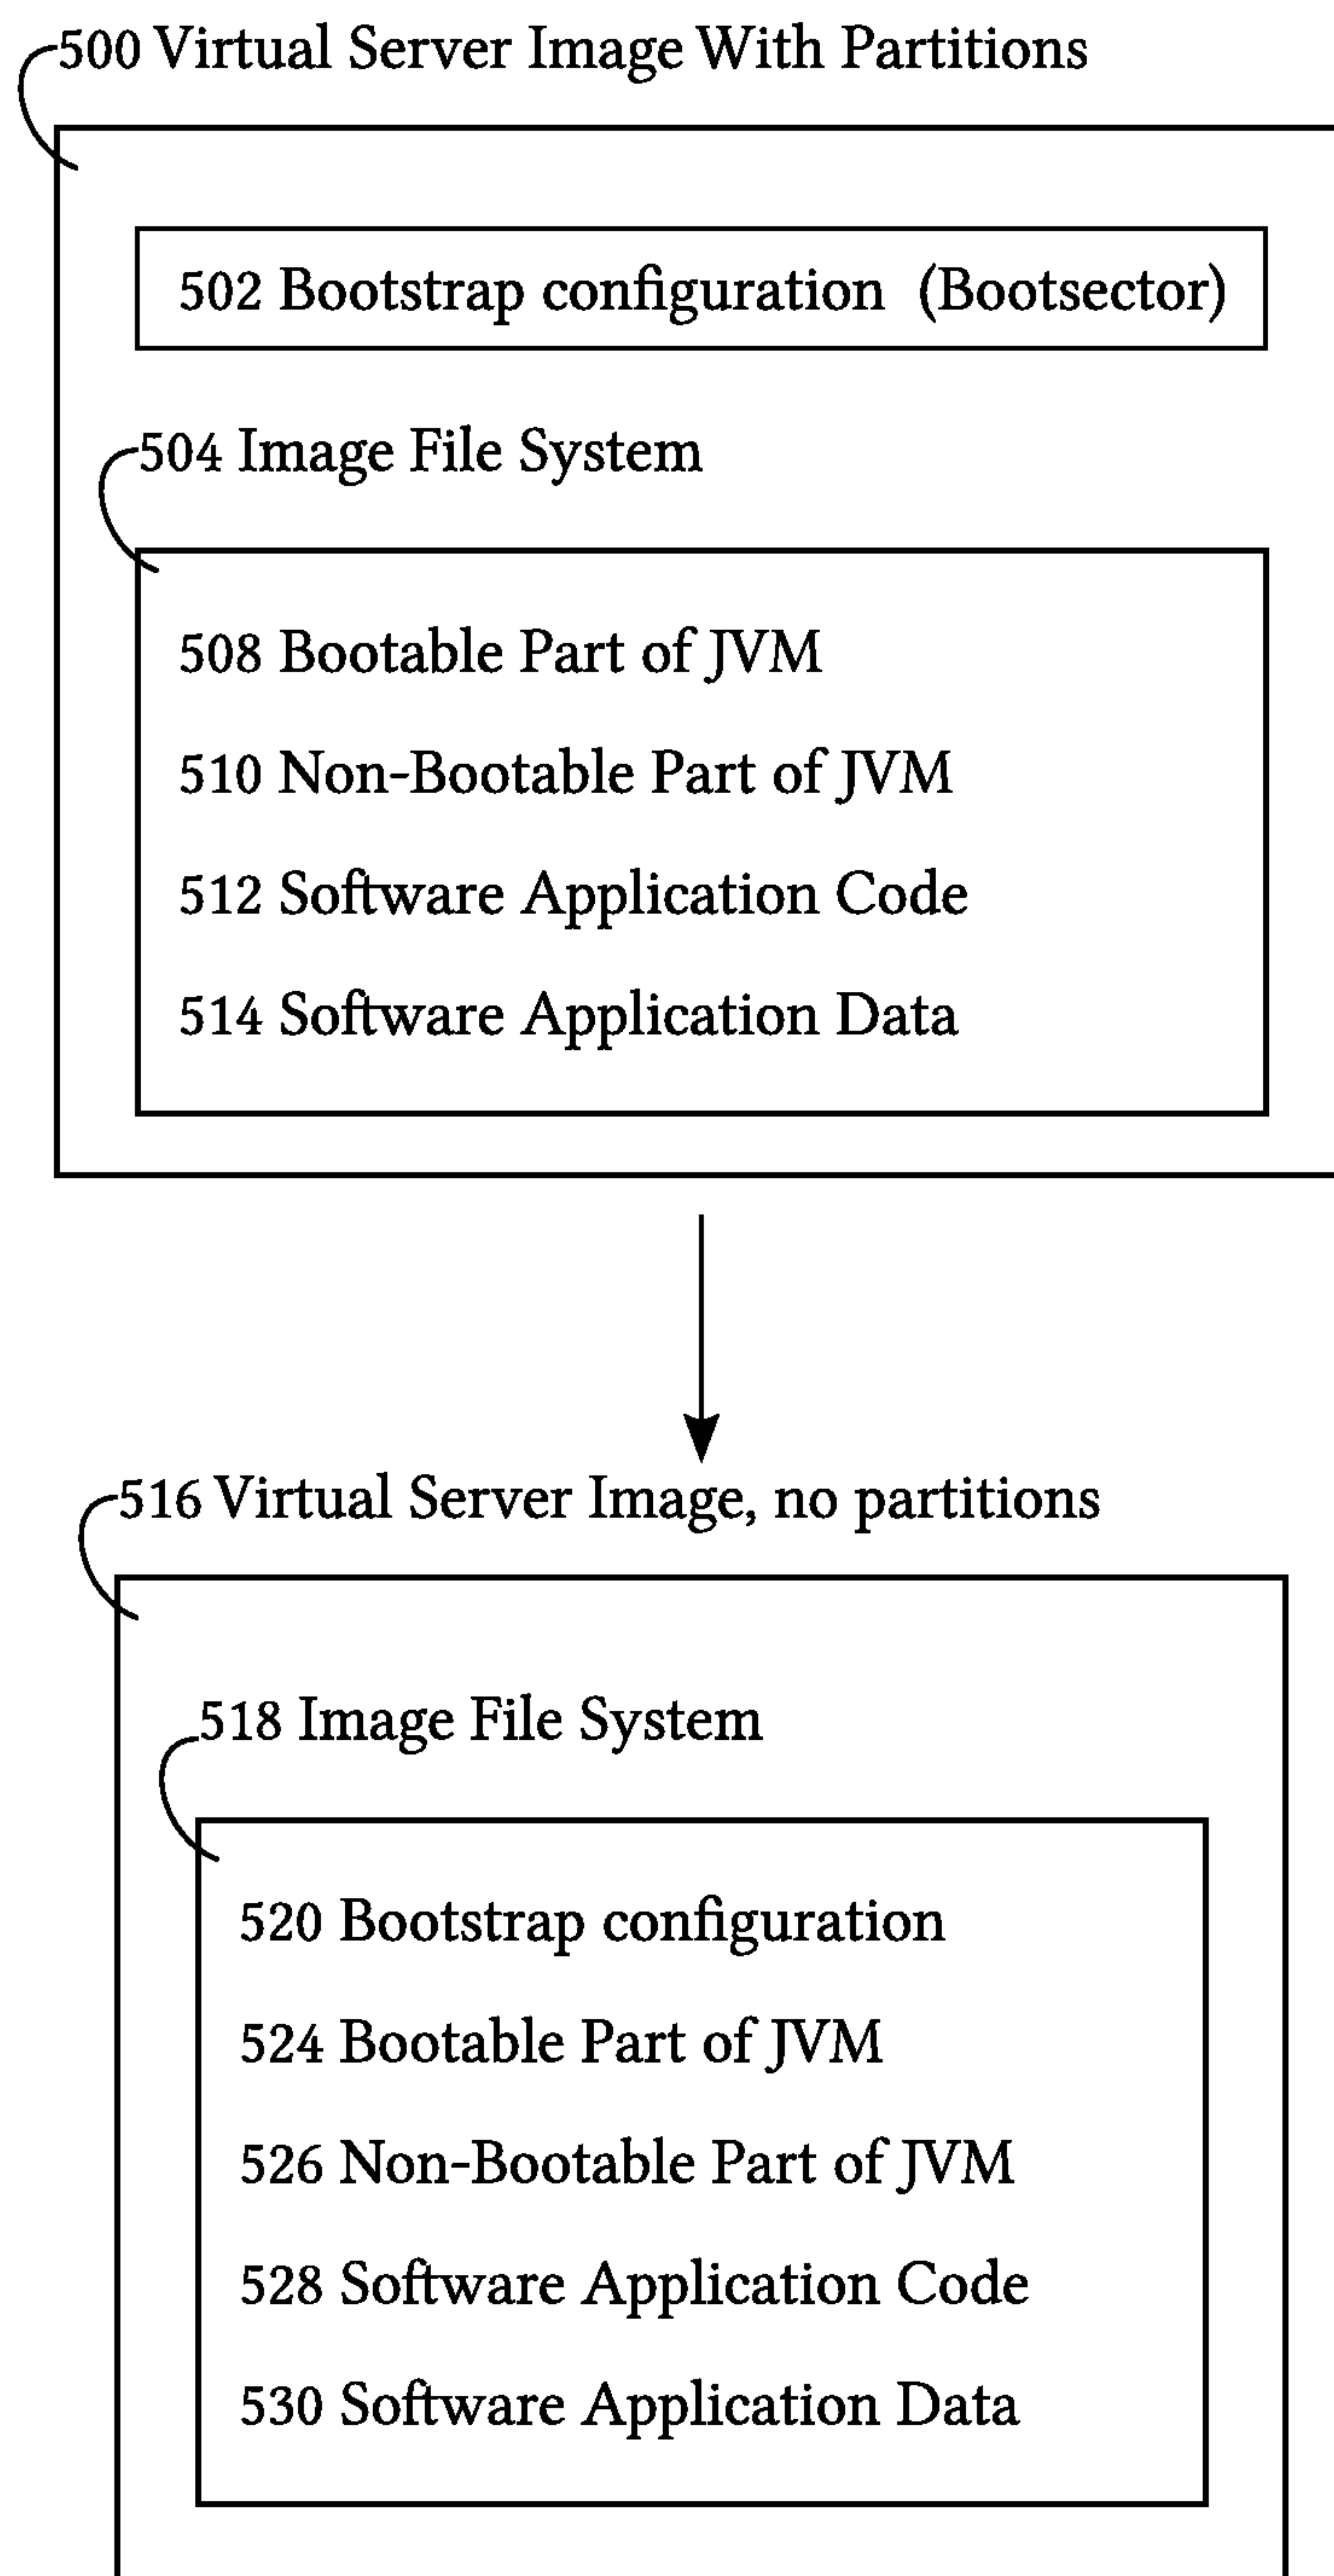 500 Virtual Server Image With Partitions
502 Bootstrap configuration (Bootsector)
504 Image File System
508 Bootable Part of JVM
510 Non-Bootable Part of JVM
512 Software Application Code
514 Software Application Data
516 Virtual Server Image, no partitions
518 Image File System
520 Bootstrap configuration
524 Bootable Part of JVM
526 Non-Bootable Part of JVM
528 Software Application Code
530 Software Application Data